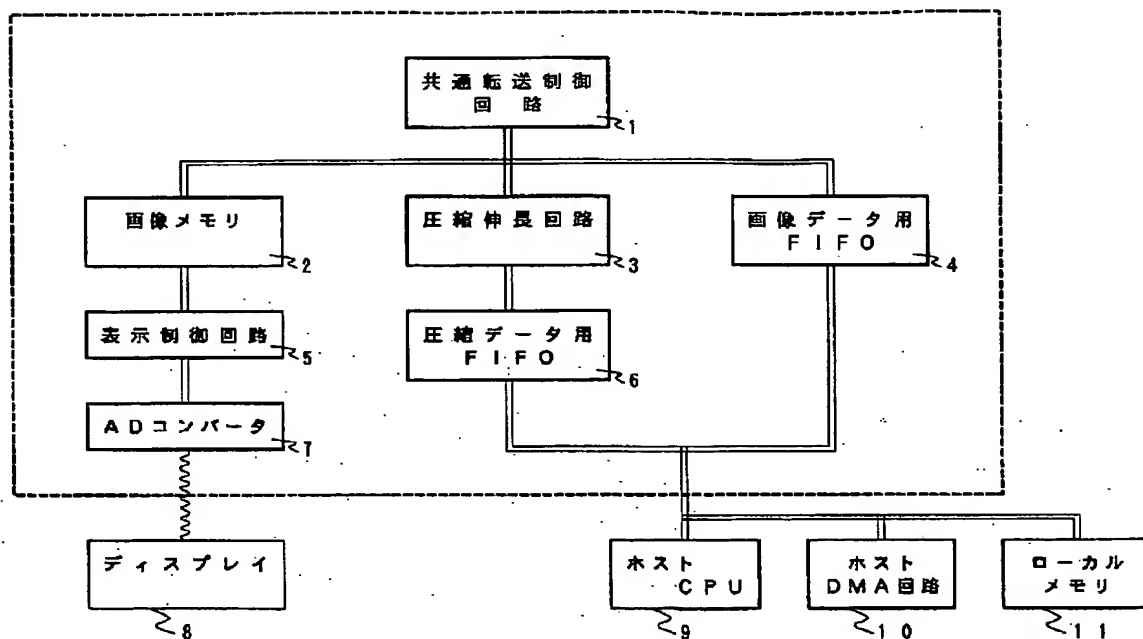 共通転送制御
回路
1
画像メモリ
2
圧縮伸長回路
3
画像データ用
FIFO
4
表示制御回路
5
圧縮データ用
FIFO
6
ADコンバータ
7
ディスプレイ
8
ホスト
CPU
9
ホスト
DMA回路
10
ローカル
メモリ
11